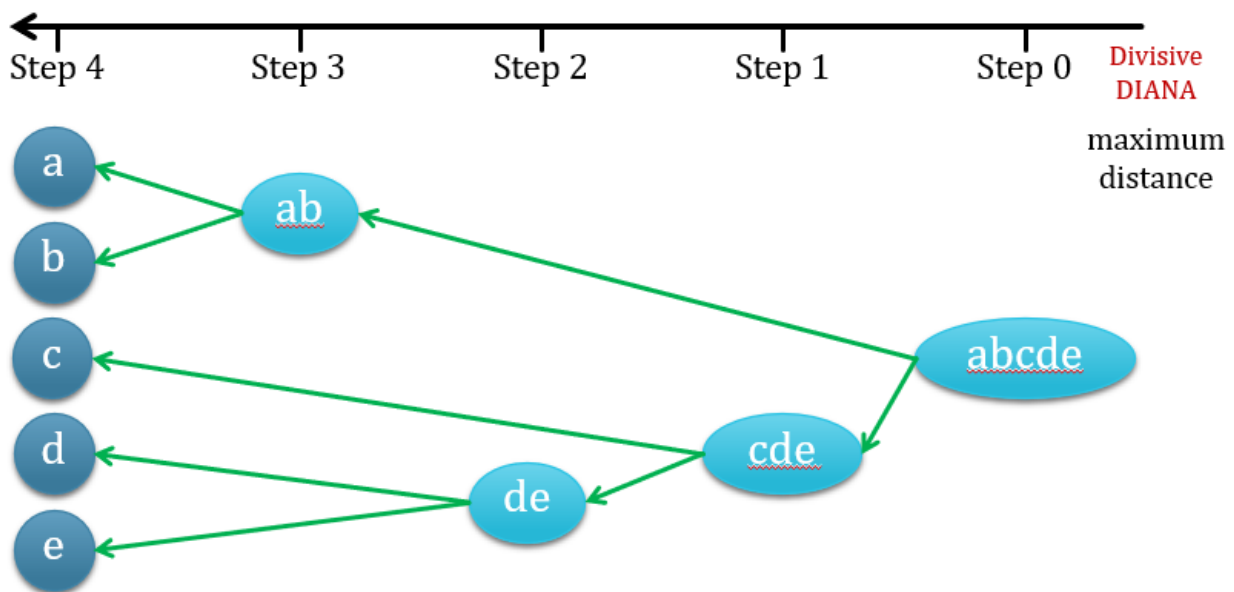 Step 4 Step 3 Step 2 Step 1 Step 0
Divisive
DIANA
maximum
distance
a
ab
b
c
abcde
cde
d
de
e